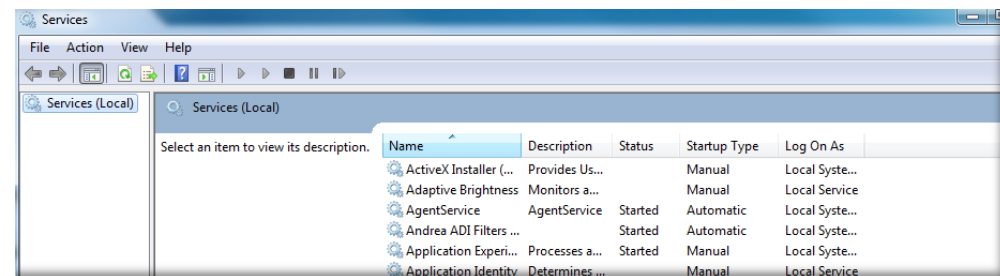 Services
File Action View Help
Services (Local)
Services (Local)
Select an item to view its description.
Name Description Status Startup Type Log On As
ActiveX Installer (... Provides Us... Manual Local Syste...
Adaptive Brightness Monitors a... Manual Local Service
AgentService AgentService Started Automatic Local Syste...
Andrea ADI Filters ... Started Automatic Local Syste...
Application Experi... Processes a... Started Manual Local Syste...
Application Identity Determines ... Manual Local Service